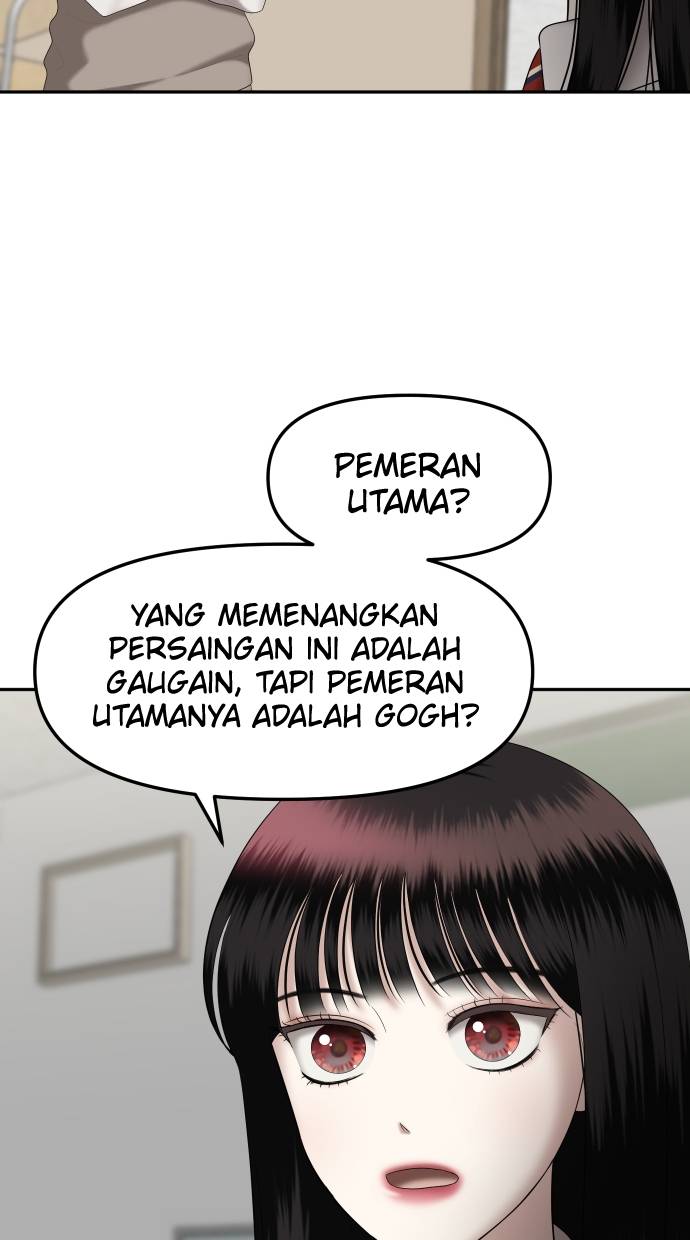 PEMERAN
UTAMA?
YANG MEMENANGKAN
PERSAINGAN INI ADALAH
GAUGAIN, TAPI PEMERAN
UTAMANYA ADALAH GOGH?